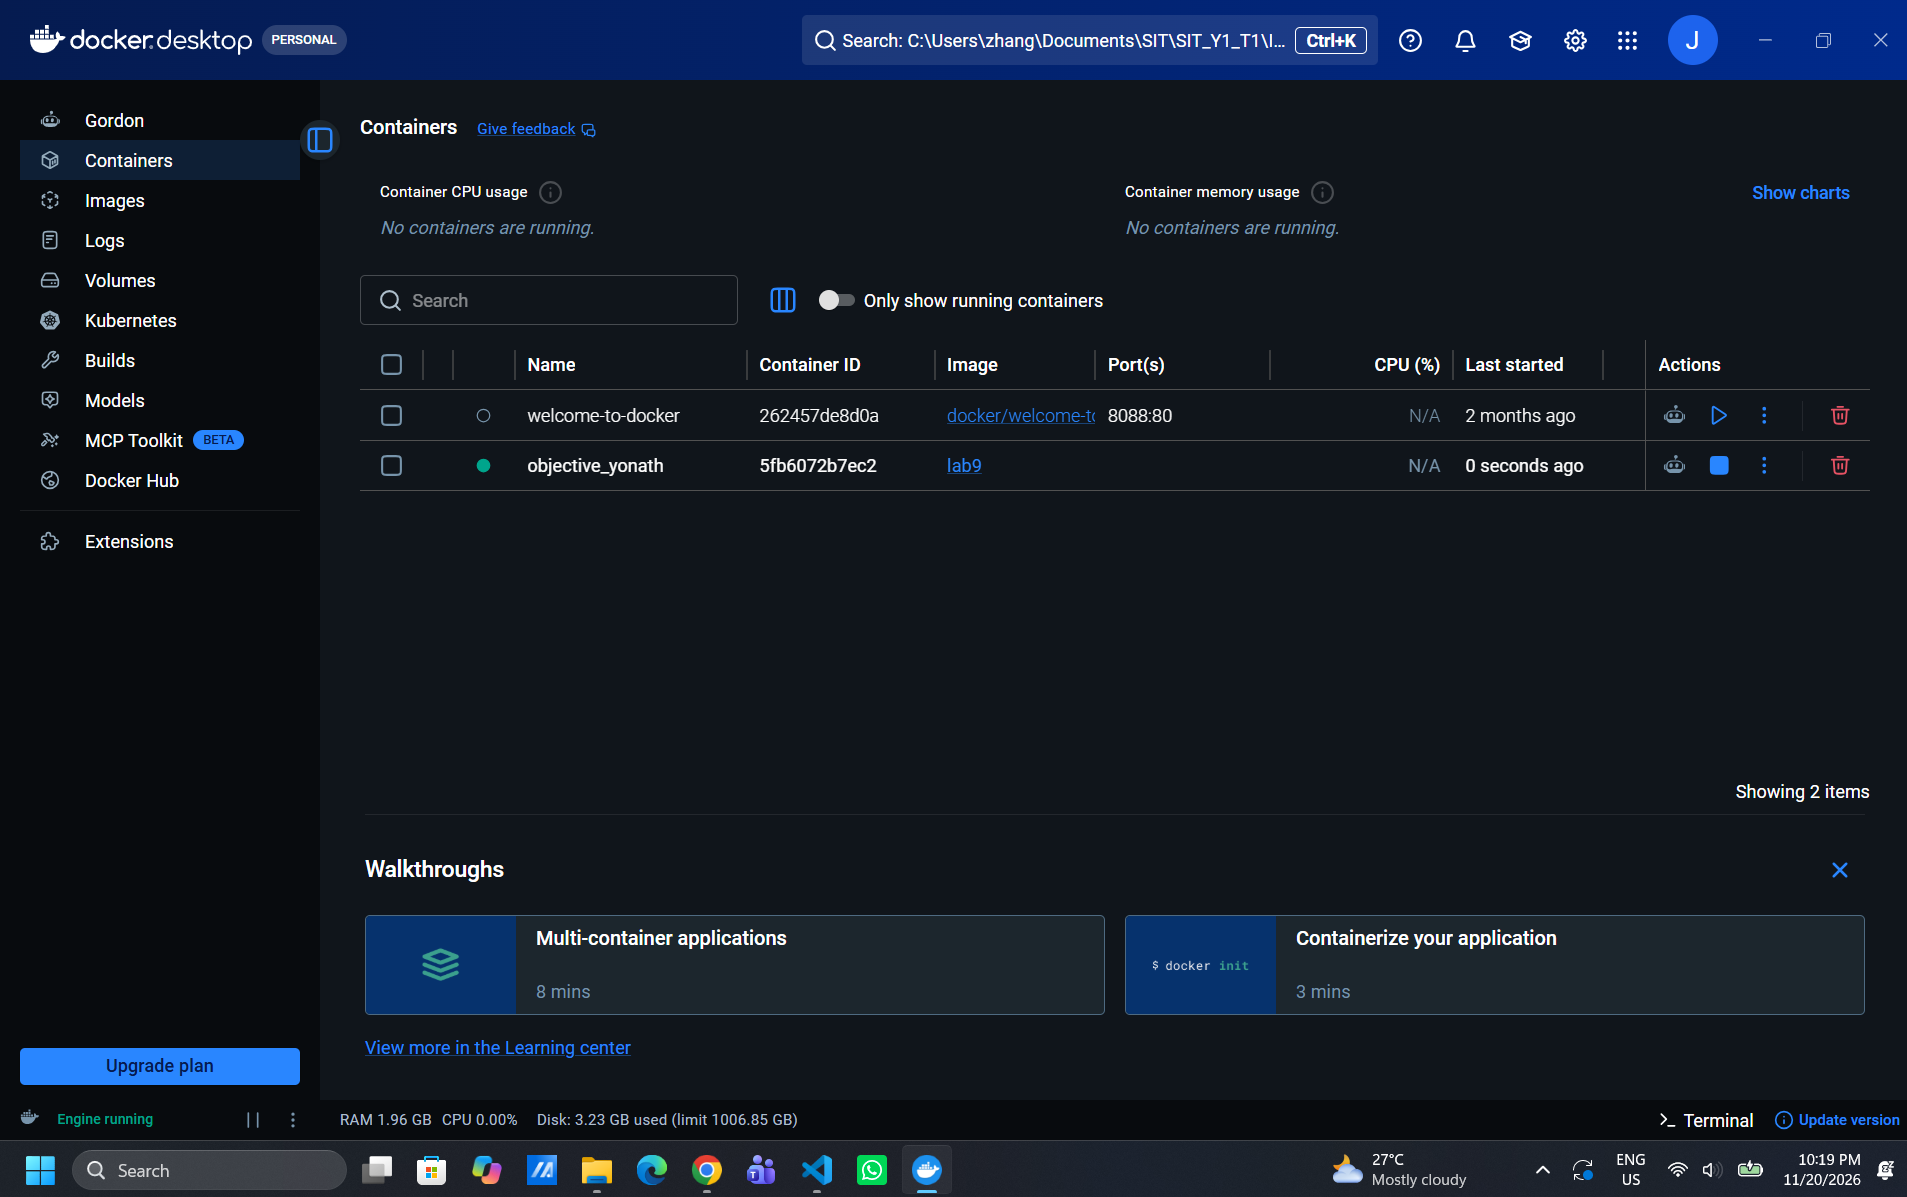 docker.desktop PERSONAL
Search: C:\Users\zhang\Documents\SIT\SIT_Y1_T1\I... Ctrl+K
J
Gordon
Containers
Images
Logs
Volumes
Kubernetes
Builds
Models
MCP Toolkit BETA
Docker Hub
Extensions
Containers Give feedback
Container CPU usage
No containers are running.
Container memory usage
No containers are running.
Show charts
Search
Only show running containers
Name Container ID Image Port(s) CPU (%) Last started Actions
welcome-to-docker 262457de8d0a docker/welcome-to 8088:80 N/A 2 months ago
objective_yonath 5fb6072b7ec2 lab9 N/A 0 seconds ago
Showing 2 items
Walkthroughs
Multi-container applications
8 mins
$ docker init
Containerize your application
3 mins
View more in the Learning center
Upgrade plan
Engine running
RAM 1.96 GB CPU 0.00% Disk: 3.23 GB used (limit 1006.85 GB)
Terminal
Update version
Search
27°C
Mostly cloudy
ENG
US
10:19 PM
11/20/2026